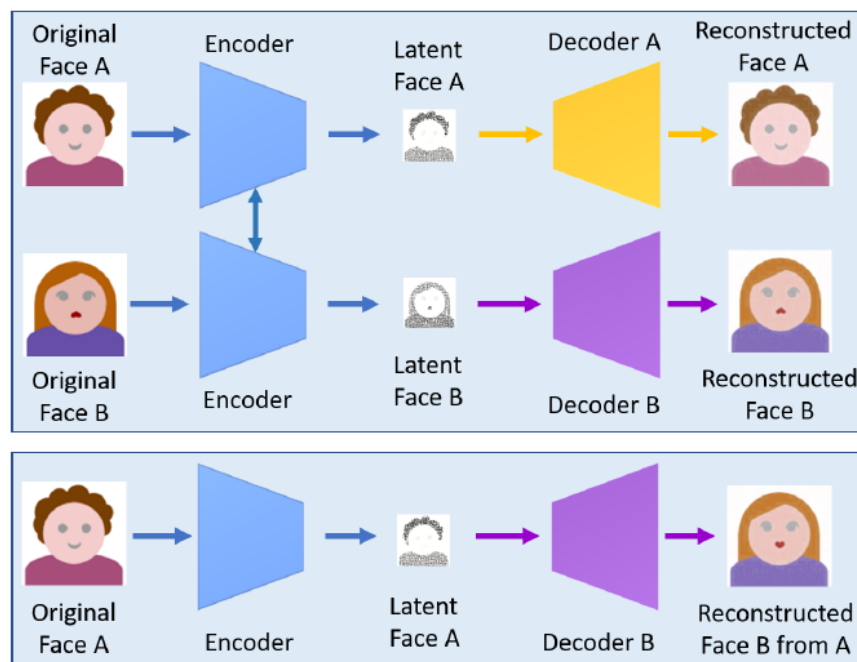 Original
Face A
Encoder
Latent
Face A
Decoder A
Reconstructed
Face A
Original
Face B
Encoder
Latent
Face B
Decoder B
Reconstructed
Face B
Original
Face A
Encoder
Latent
Face A
Decoder B
Reconstructed
Face B from A